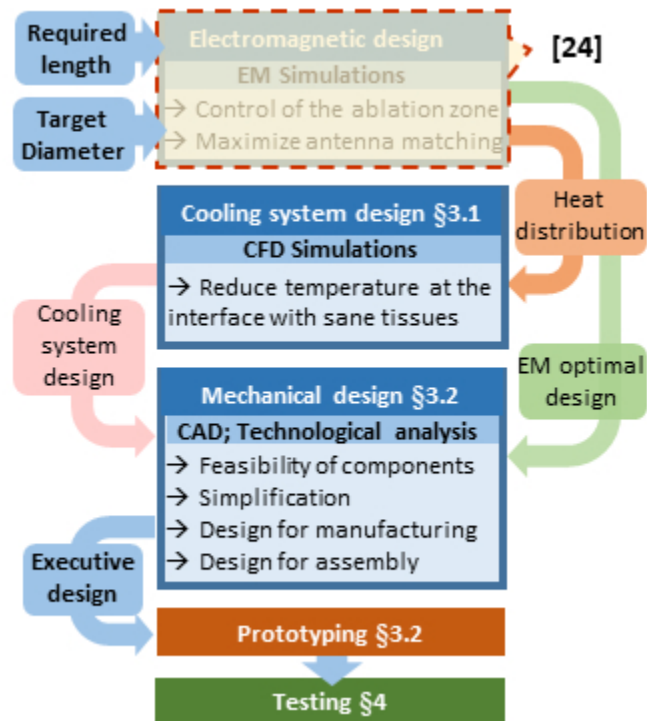 Required
length
Target
Diameter
Electromagnetic design
EM Simulations
→ Control of the ablation zone
→ Maximize antenna matching
[24]
Heat
distribution
Cooling system design §3.1
CFD Simulations
→ Reduce temperature at the
interface with sane tissues
Cooling
system
design
EM optimal
design
Mechanical design §3.2
CAD; Technological analysis
→ Feasibility of components
→ Simplification
→ Design for manufacturing
→ Design for assembly
Executive
design
Prototyping §3.2
Testing §4